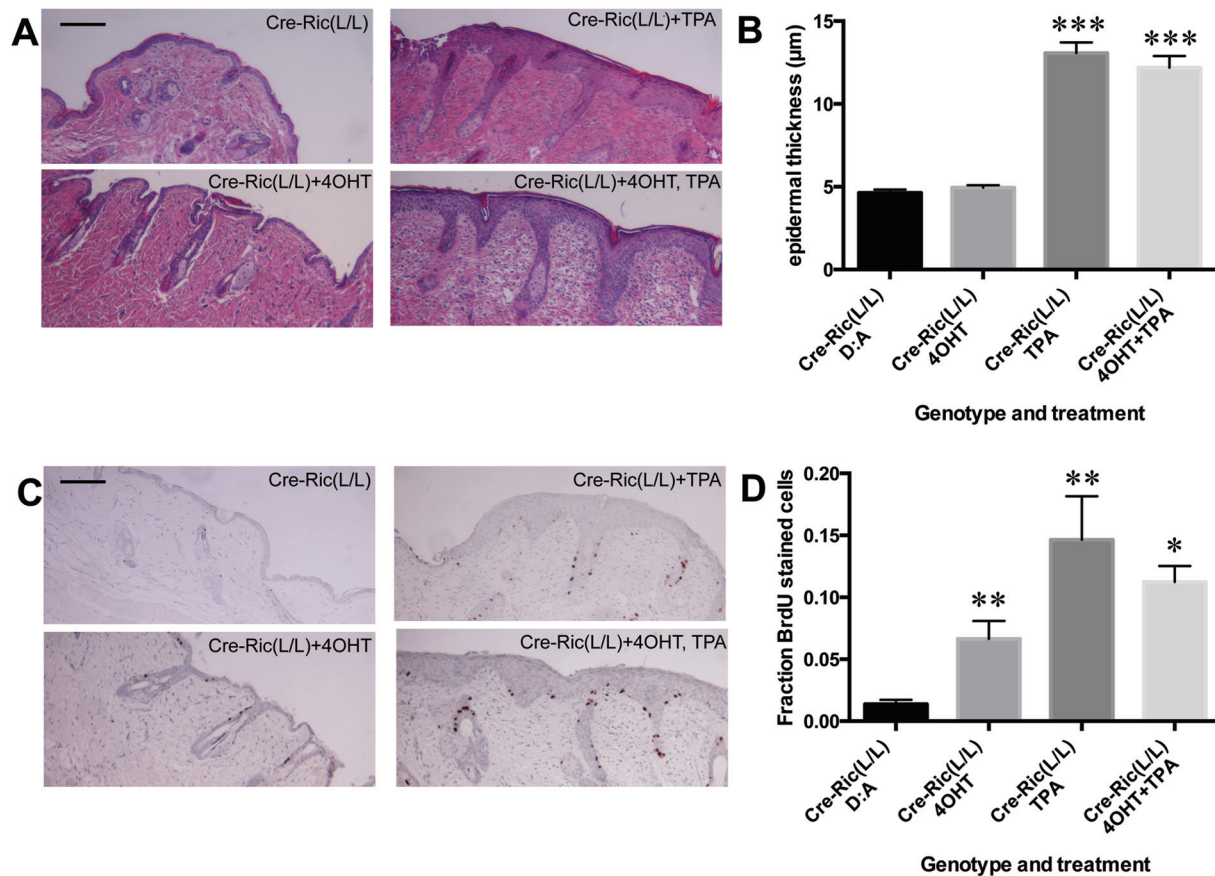 A
Cre-Ric(L/L)
Cre-Ric(L/L)+TPA
Cre-Ric(L/L)+4OHT
Cre-Ric(L/L)+4OHT, TPA
B
epidermal thickness (µm)
15
10
5
0
***
***
Cre-Ric(L/L)
D:A
Cre-Ric(L/L)
4OHT
Cre-Ric(L/L)
TPA
Cre-Ric(L/L)
4OHT+TPA
Genotype and treatment
C
Cre-Ric(L/L)
Cre-Ric(L/L)+TPA
Cre-Ric(L/L)+4OHT
Cre-Ric(L/L)+4OHT, TPA
D
Fraction BrdU stained cells
0.20
0.15
0.10
0.05
0.00
**
**
*
Cre-Ric(L/L)
D:A
Cre-Ric(L/L)
4OHT
Cre-Ric(L/L)
TPA
Cre-Ric(L/L)
4OHT+TPA
Genotype and treatment